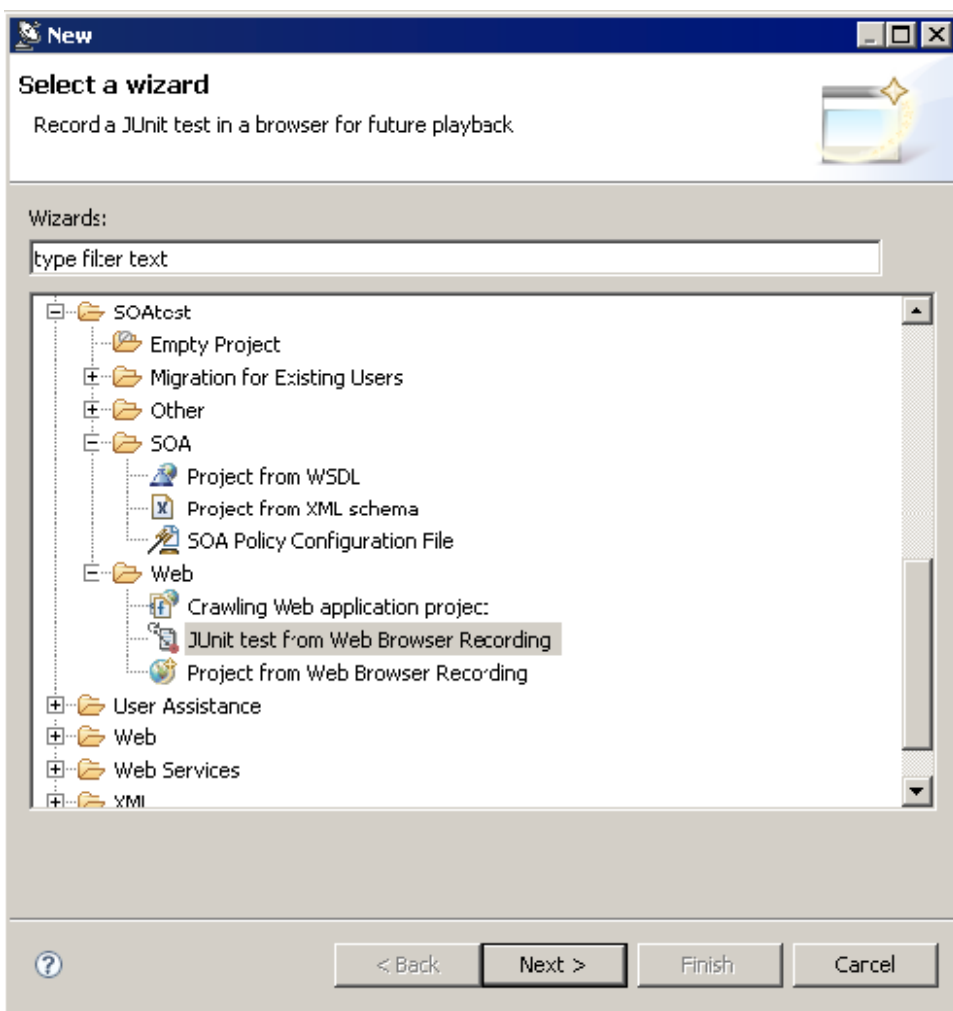 New
Select a wizard
Record a JUnit test in a browser for future playback
Wizards:
type filter text
SOAtest
Empty Project
Migration for Existing Users
Other
SOA
Project from WSDL
Project from XML schema
SOA Policy Configuration File
Web
Crawling Web application project
JUnit test from Web Browser Recording
Project from Web Browser Recording
User Assistance
Web
Web Services
XML
< Back Next > Finish Cancel